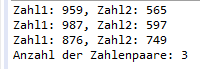 Zahl1: 959, Zahl2: 565
Zahl1: 987, Zahl2: 597
Zahl1: 876, Zahl2: 749
Anzahl der Zahlenpaare: 3